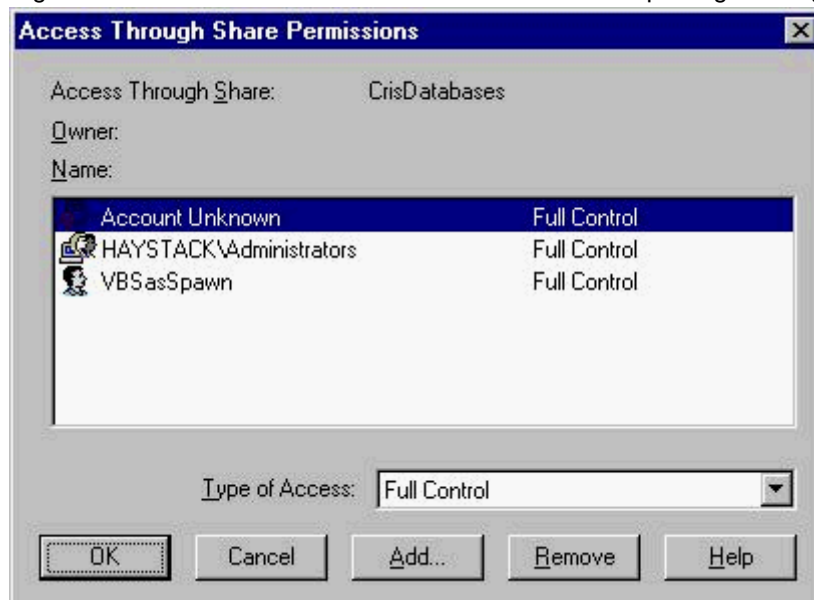 Access Through Share Permissions
Access Through Share: CrisDatabases
Owner:
Name:
Account Unknown Full Control
HAYSTACK\Administrators Full Control
VBSasSpawn Full Control
Type of Access: Full Control
OK Cancel Add... Remove Help